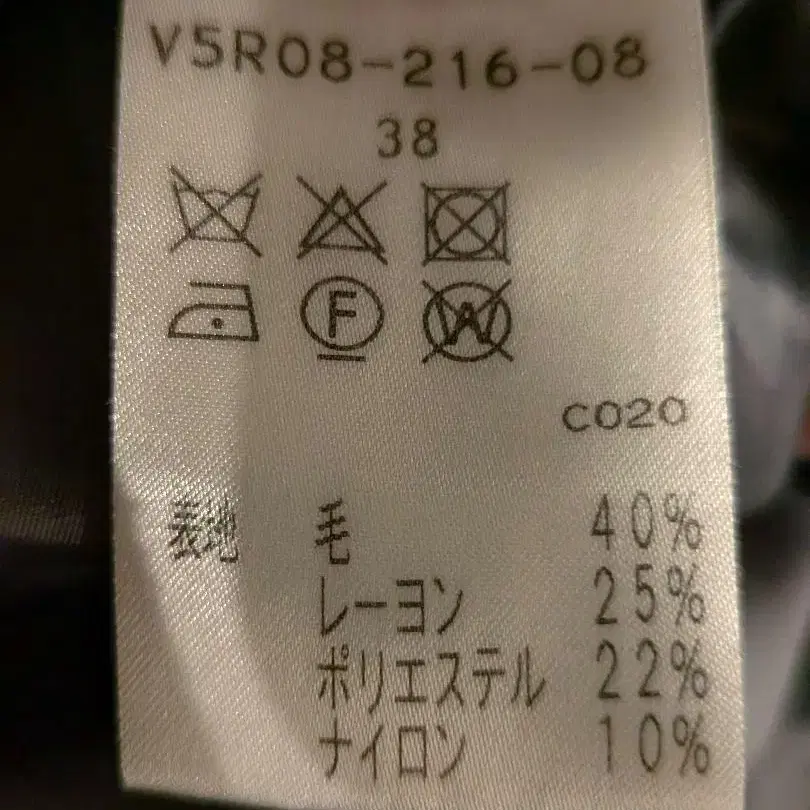 V5R08-216-08
38
F
W
C020
表地 毛 40%
レーヨン 25%
ポリエステル 22%
ナイロン 10%